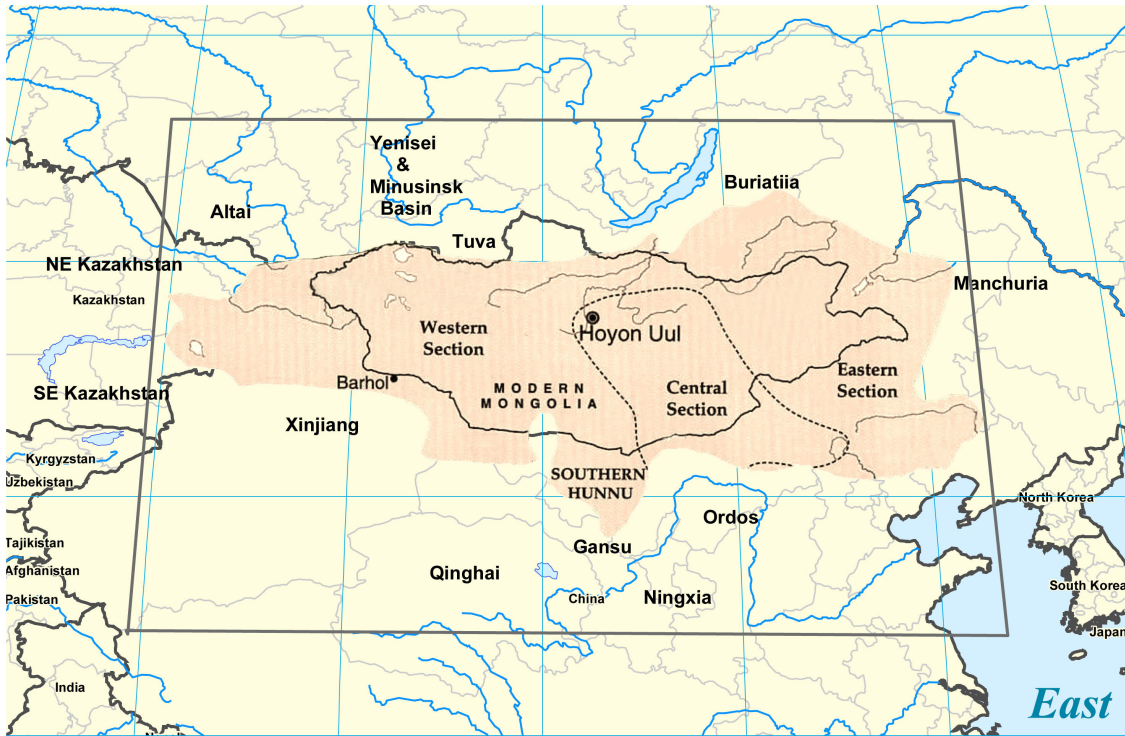 Yenisei
&
Minusinsk
Basin
Buriatiia
Altai
Tuva
NE Kazakhstan
Manchuria
Kazakhstan
Western
Section
Hoyon Uul
Eastern
Section
Barhol
MODERN
MONGOLIA
Central
Section
SE Kazakhstan
Xinjiang
Kyrgyzstan
SOUTHERN
HUNNU
Uzbekistan
North Korea
Ordos
Tajikistan
Gansu
Afghanistan
Qinghai
South Korea
Pakistan
China
Ningxia
Japan
India
East